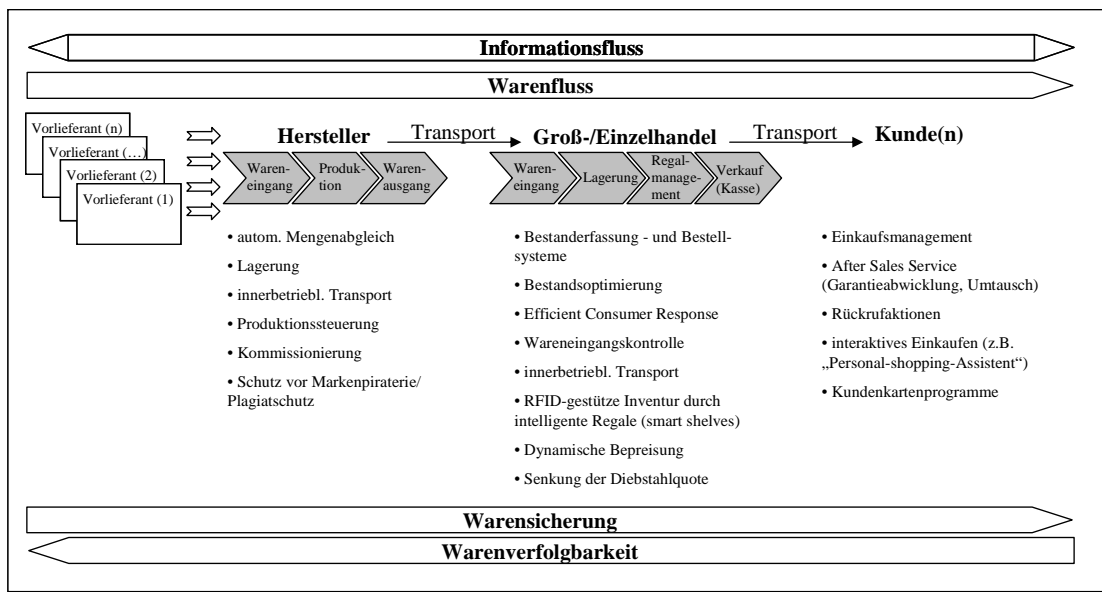 Informationsfluss
Warenfluss
Vorlieferant (n)
Vorlieferant (…)
Vorlieferant (2)
Vorlieferant (1)
Hersteller
Transport
Groß-/Einzelhandel
Transport
Kunde(n)
Waren-
eingang
Produk-
tion
Waren-
ausgang
Waren-
eingang
Lagerung
Regal-
manage-
ment
Verkauf
(Kasse)
• autom. Mengenabgleich
• Lagerung
• innerbetriebl. Transport
• Produktionssteuerung
• Kommissionierung
• Schutz vor Markenpiraterie/
Plagiatschutz
• Bestanderfassung - und Bestell-
systeme
• Bestandsoptimierung
• Efficient Consumer Response
• Wareneingangskontrolle
• innerbetriebl. Transport
• RFID-gestütze Inventur durch
intelligente Regale (smart shelves)
• Dynamische Bepreisung
• Senkung der Diebstahlquote
• Einkaufsmanagement
• After Sales Service
(Garantieabwicklung, Umtausch)
• Rückrufaktionen
• interaktives Einkaufen (z.B.
„Personal-shopping-Assistent“)
• Kundenkartenprogramme
Warensicherung
Warenverfolgbarkeit